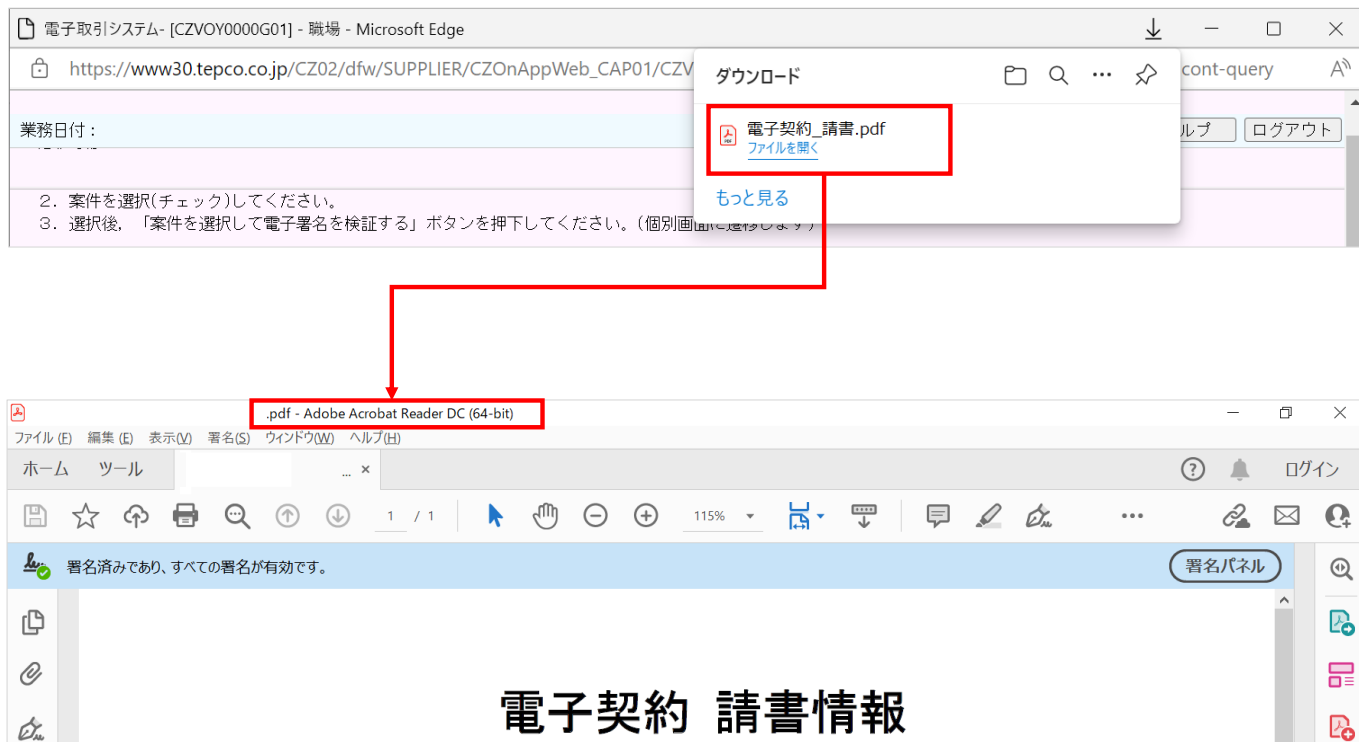 電子取引システム- [CZVOY0000G01] - 職場 - Microsoft Edge
https://www30.tepco.co.jp/CZ02/dfw/SUPPLIER/CZOnAppWeb_CAP01/CZV
cont-query
ダウンロード
電子契約_請書.pdf
ファイルを開く
もっと見る
業務日付：
ルプ
ログアウト
２．案件を選択(チェック)してください。
３．選択後，「案件を選択して電子署名を検証する」ボタンを押下してください。（個別画面に遷移します）
.pdf - Adobe Acrobat Reader DC (64-bit)
ファイル (F) 編集 (E) 表示(V) 署名(S) ウィンドウ(W) ヘルプ(H)
ホーム ツール ... ×
ログイン
1 / 1
115%
署名済みであり、すべての署名が有効です。
署名パネル
電子契約 請書情報